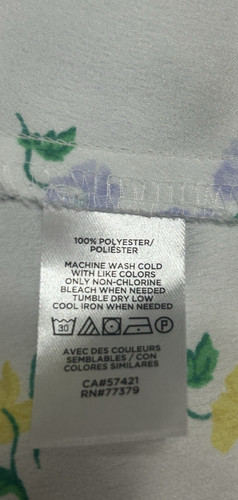 100% POLYESTER/
POLIÉSTER
MACHINE WASH COLD
WITH LIKE COLORS
ONLY NON-CHLORINE
BLEACH WHEN NEEDED
TUMBLE DRY LOW
COOL IRON WHEN NEEDED
30 P
AVEC DES COULEURS
SEMBLABLES / CON
COLORES SIMILARES
CA#57421
RN#77379